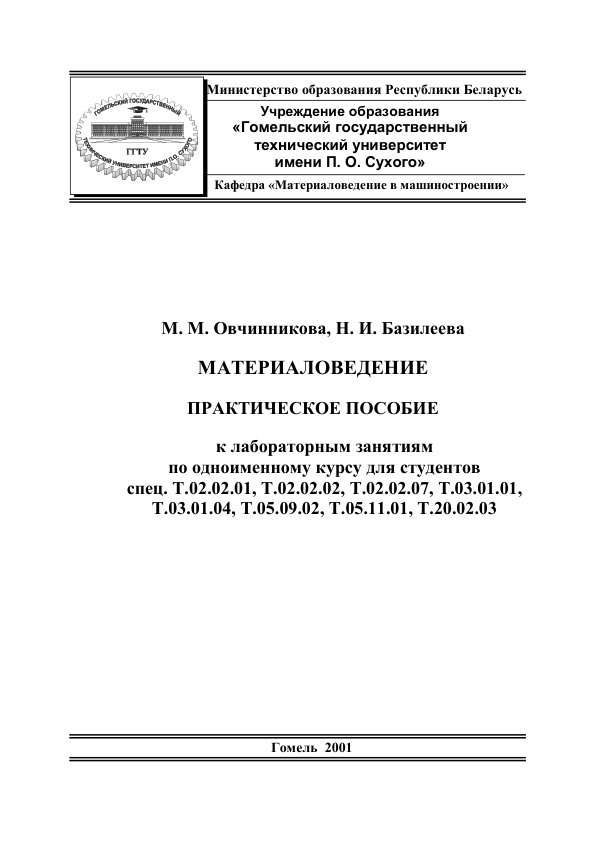 Министерство образования Республики Беларусь
Учреждение образования
«Гомельский государственный
технический университет
имени П. О. Сухого»
Кафедра «Материаловедение в машиностроении»
ГОМЕЛЬСКИЙ ГОСУДАРСТВЕННЫЙ
ГГТУ
ТЕХНИЧЕСКИЙ УНИВЕРСИТЕТ ИМЕНИ П.О. СУХОГО
М. М. Овчинникова, Н. И. Базилеева
МАТЕРИАЛОВЕДЕНИЕ
ПРАКТИЧЕСКОЕ ПОСОБИЕ
к лабораторным занятиям
по одноименному курсу для студентов
спец. Т.02.02.01, Т.02.02.02, Т.02.02.07, Т.03.01.01,
Т.03.01.04, Т.05.09.02, Т.05.11.01, Т.20.02.03
Гомель 2001